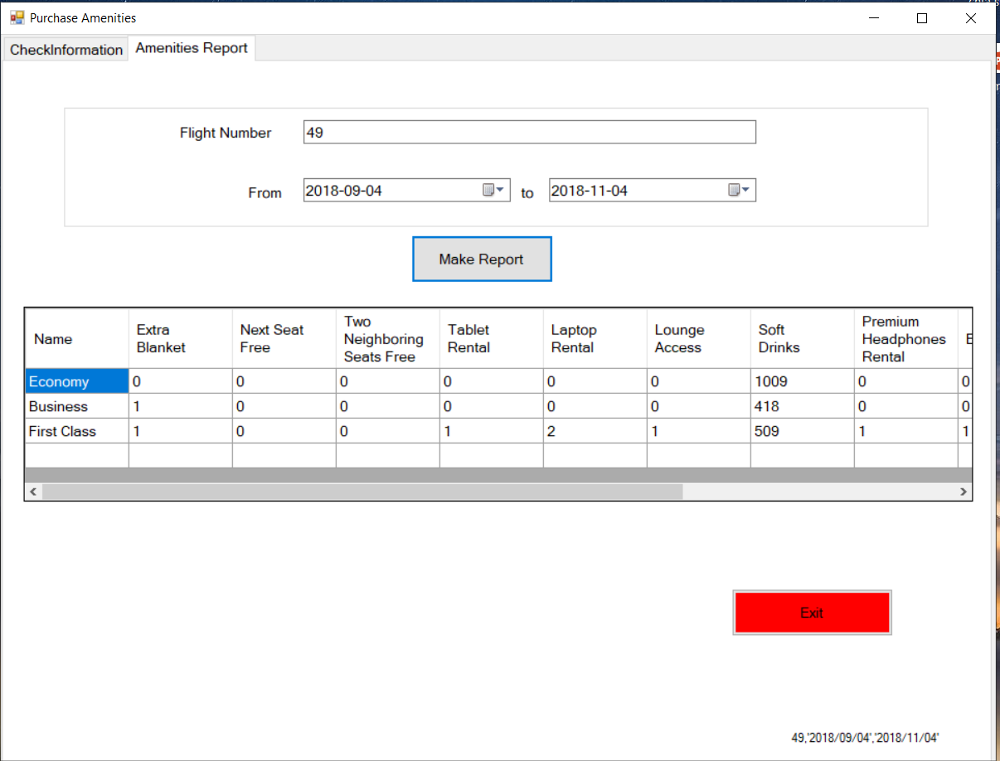 Purchase Amenities
CheckInformation Amenities Report
Flight Number 49
From 2018-09-04 to 2018-11-04
Make Report
Name Extra Blanket Next Seat Free Two Neighboring Seats Free Tablet Rental Laptop Rental Lounge Access Soft Drinks Premium Headphones Rental
Economy 0 0 0 0 0 0 1009 0 0
Business 1 0 0 0 0 0 418 0 0
First Class 1 0 0 1 2 1 509 1 1
Exit
49,'2018/09/04','2018/11/04'